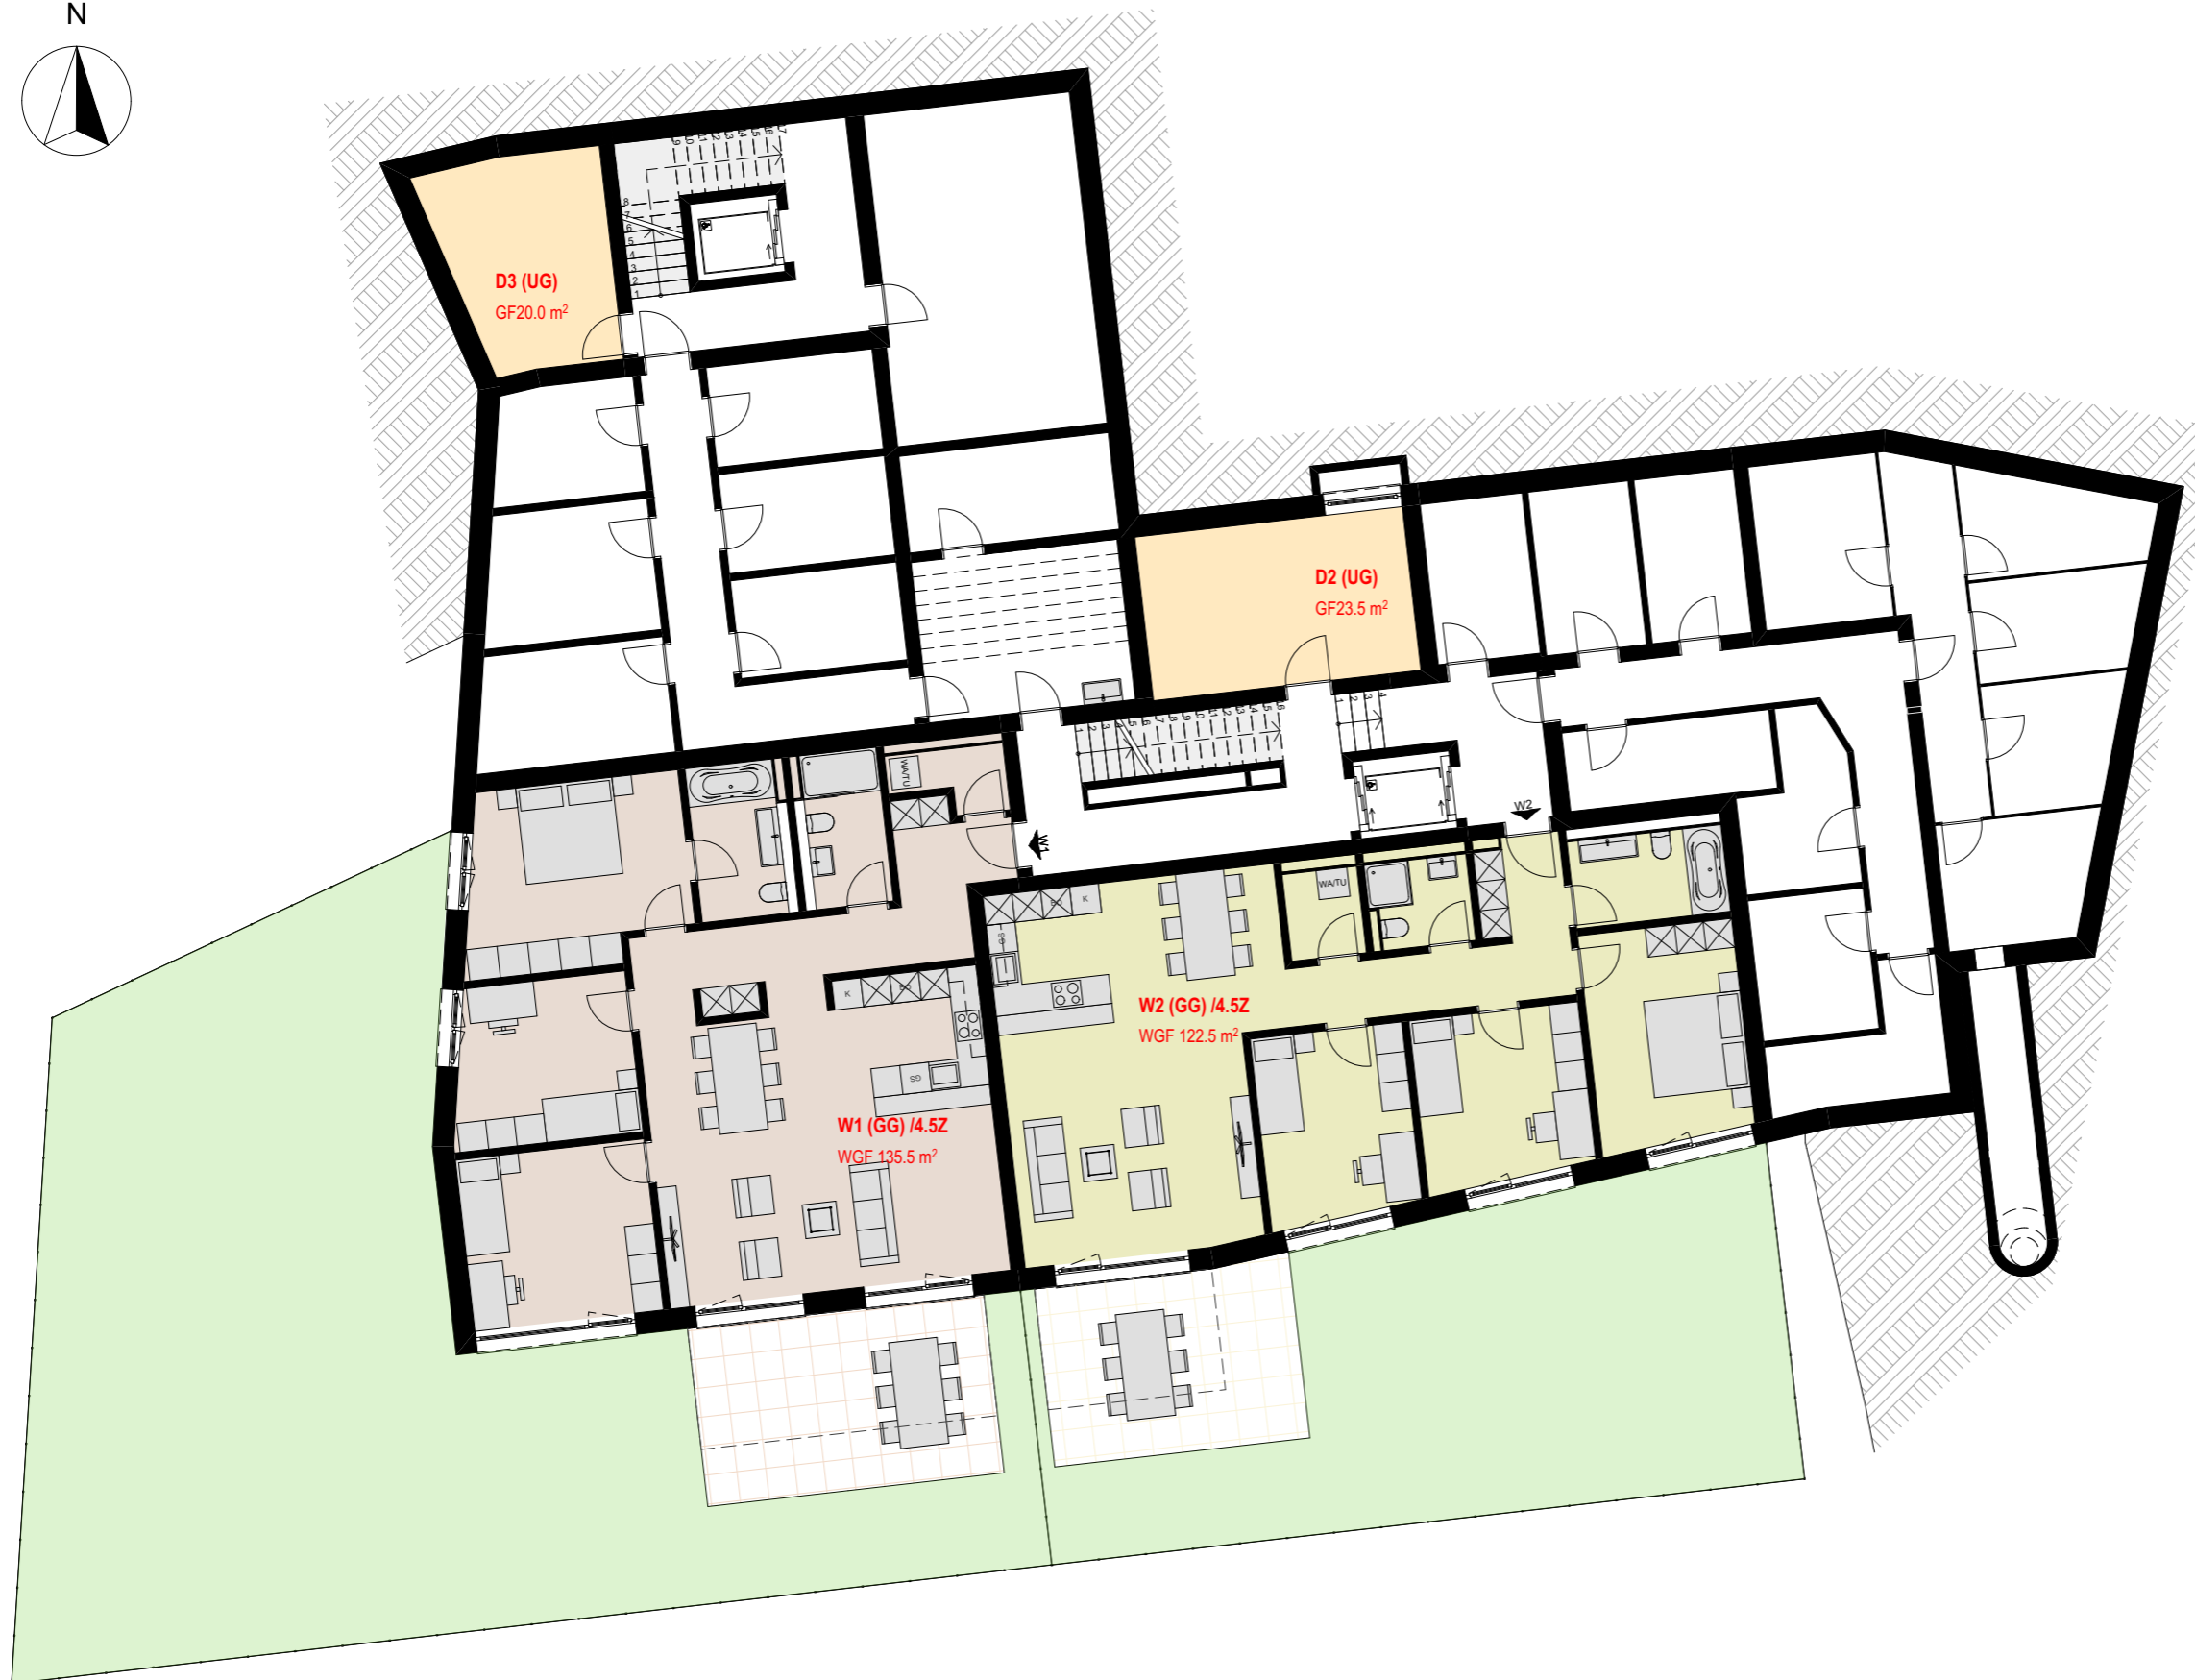 N
D3 (UG)
GF20.0 m²
D2 (UG)
GF23.5 m²
WA/TU
W1
W2
WA/TU
K
GS
K
GS
W2 (GG) /4.5Z
WGF 122.5 m²
W1 (GG) /4.5Z
WGF 135.5 m²